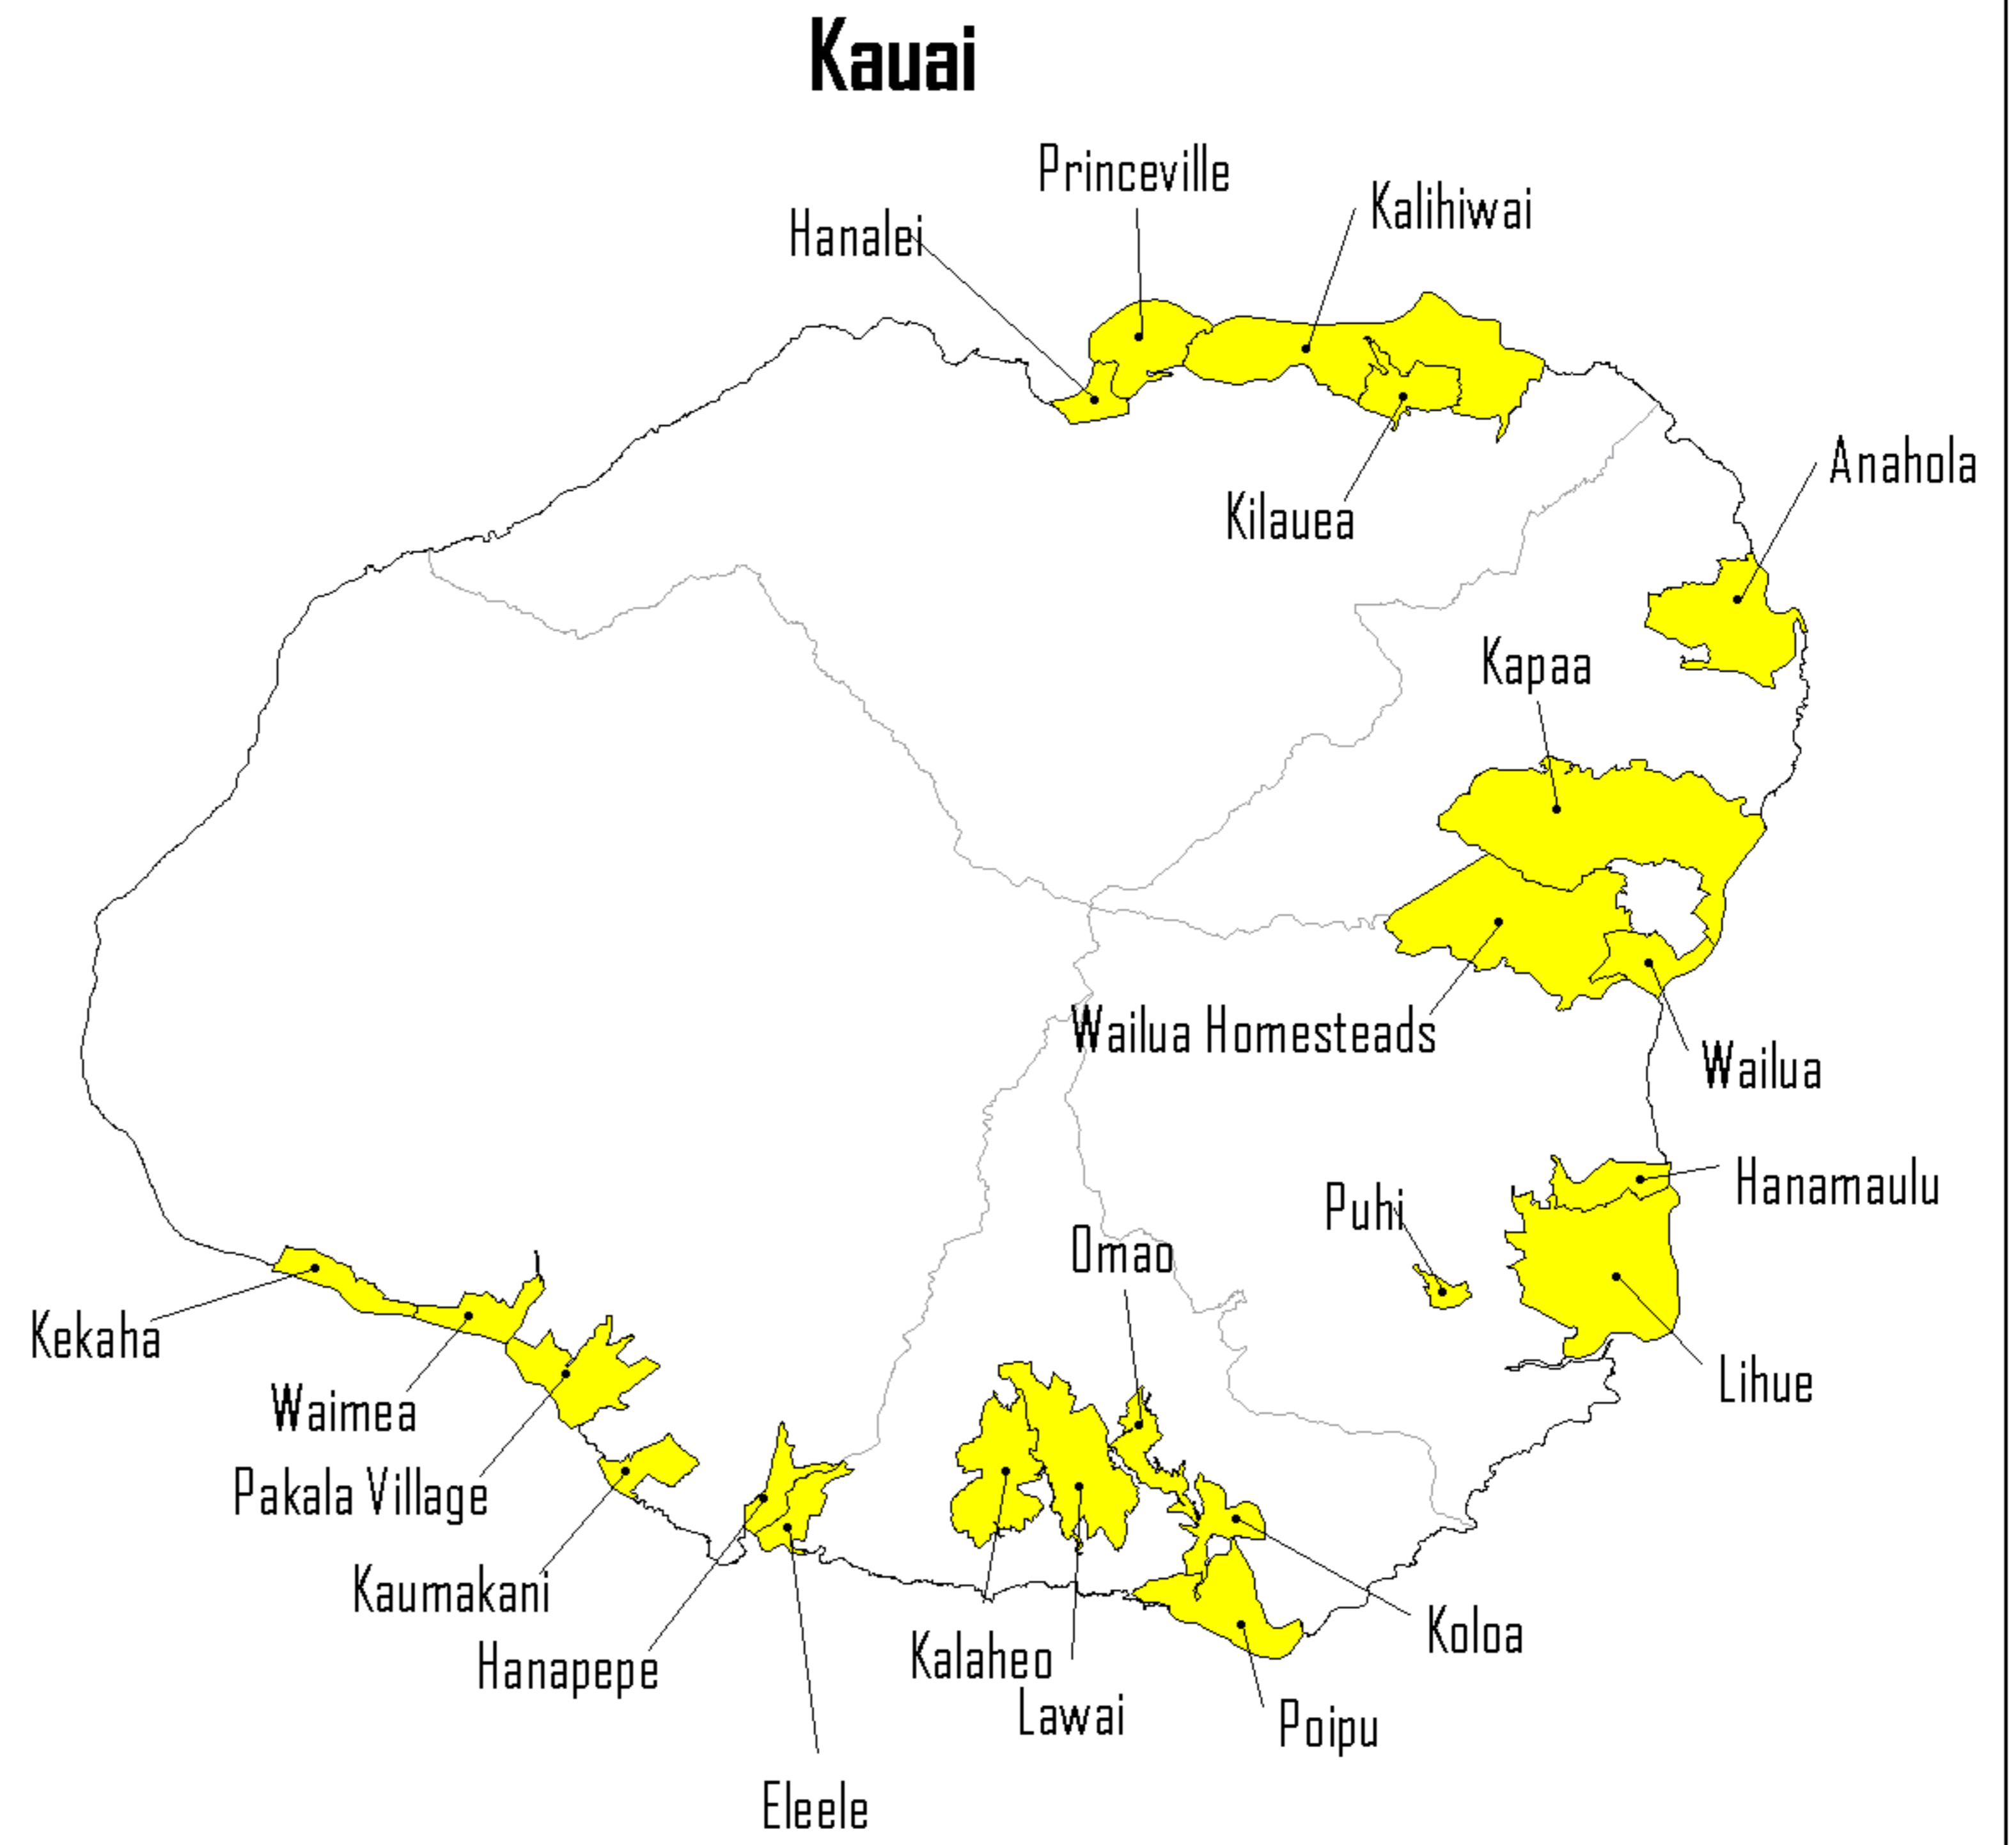 Kauai
Princeville
Kalihiwai
Hanalei
Anahola
Kilauea
Kapaa
Wailua Homesteads
Wailua
Hanamaulu
Puhi
Omao
Kekaha
Lihue
Waimea
Pakala Village
Kaumakani
Koloa
Kalaheo
Hanapepe
Lawai
Poipu
Eleele